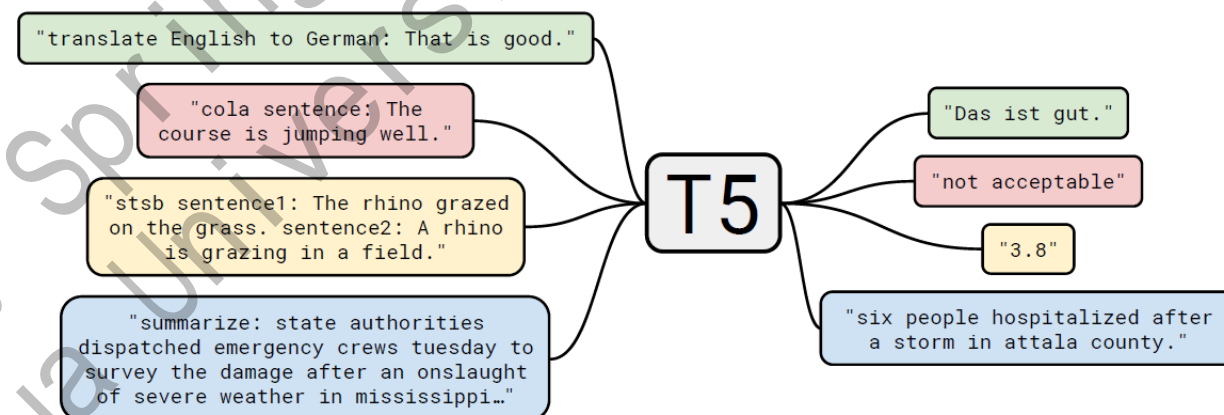 "translate English to German: That is good."
"cola sentence: The
course is jumping well."
"stsb sentence1: The rhino grazed
on the grass. sentence2: A rhino
is grazing in a field."
"summarize: state authorities
dispatched emergency crews tuesday to
survey the damage after an onslaught
of severe weather in mississippi…"
T5
"Das ist gut."
"not acceptable"
"3.8"
"six people hospitalized after
a storm in attala county."